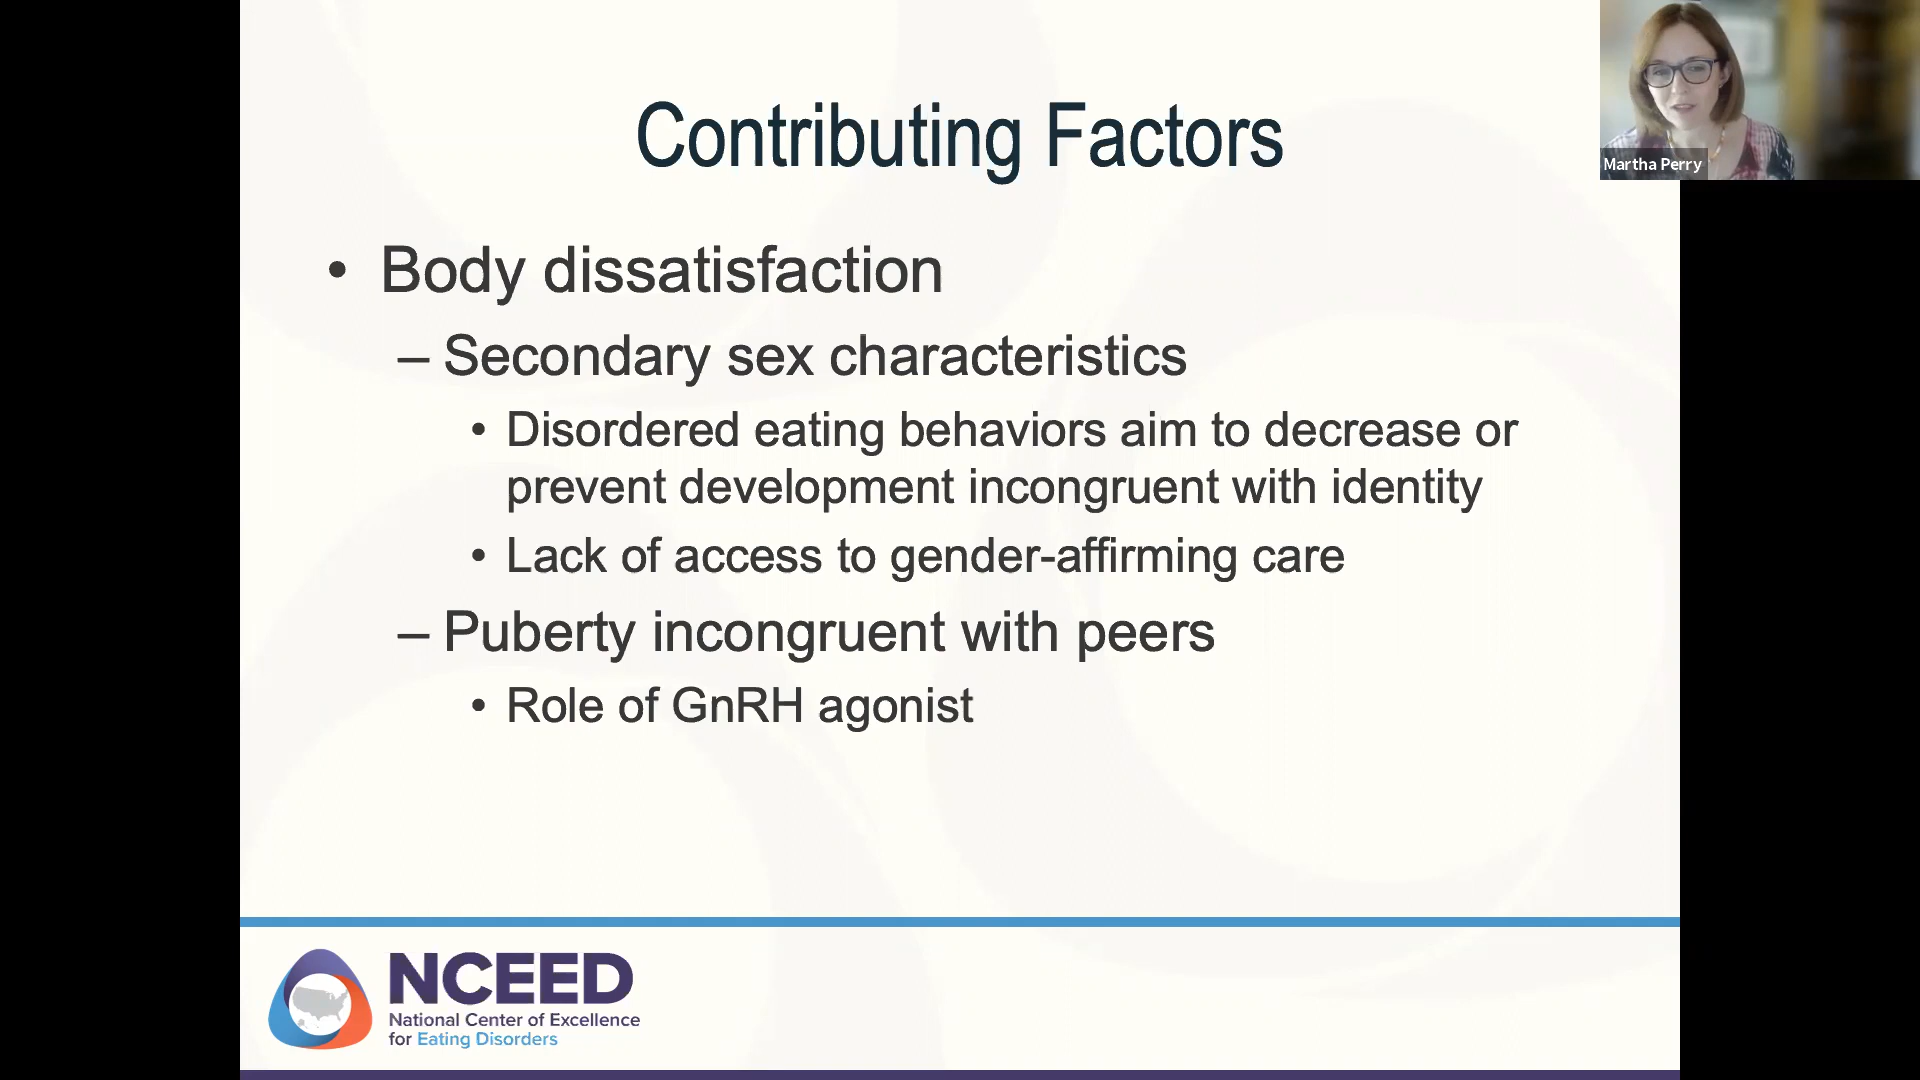 Contributing Factors
Martha Perry
• Body dissatisfaction
– Secondary sex characteristics
• Disordered eating behaviors aim to decrease or
prevent development incongruent with identity
• Lack of access to gender-affirming care
– Puberty incongruent with peers
• Role of GnRH agonist
NCEED
National Center of Excellence
for Eating Disorders